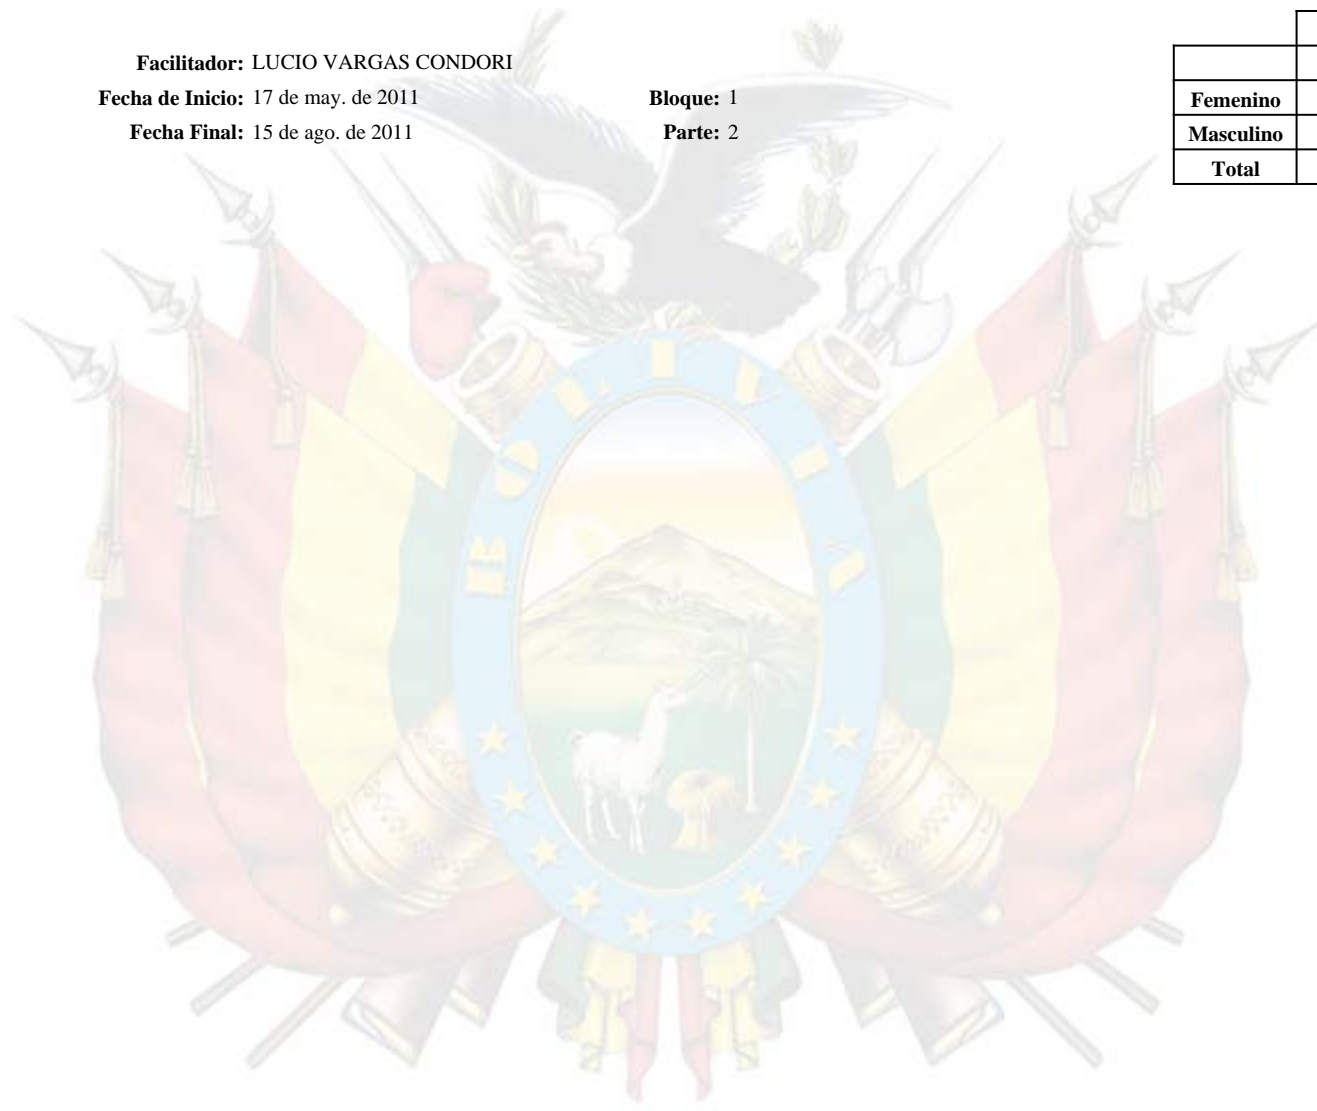 Facilitador: LUCIO VARGAS CONDORI
Fecha de Inicio: 17 de may. de 2011 Bloque: 1
Femenino
Fecha Final: 15 de ago. de 2011 Parte: 2
Masculino
Total
BOLIVIA